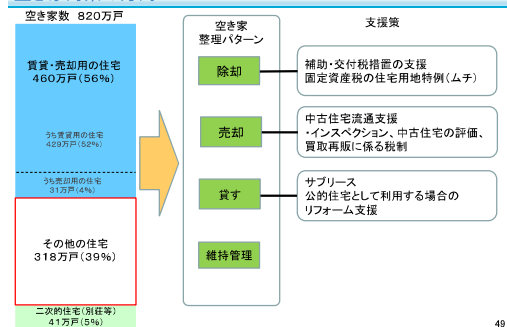 空き家数 820万戸
賃貸・売却用の住宅
460万戸(56%)
うち賃貸用の住宅
429万戸(52%)
うち売却用の住宅
31万戸(4%)
その他の住宅
318万戸(39%)
二次的住宅(別荘等)
41万戸(5%)
空き家
整理パターン
除却
売却
貸す
維持管理
支援策
補助・交付税措置の支援
固定資産税の住宅用地特例(ムチ)
中古住宅流通支援
・インスペクション、中古住宅の評価、
買取再販に係る税制
サブリース
公的住宅として利用する場合の
リフォーム支援
49